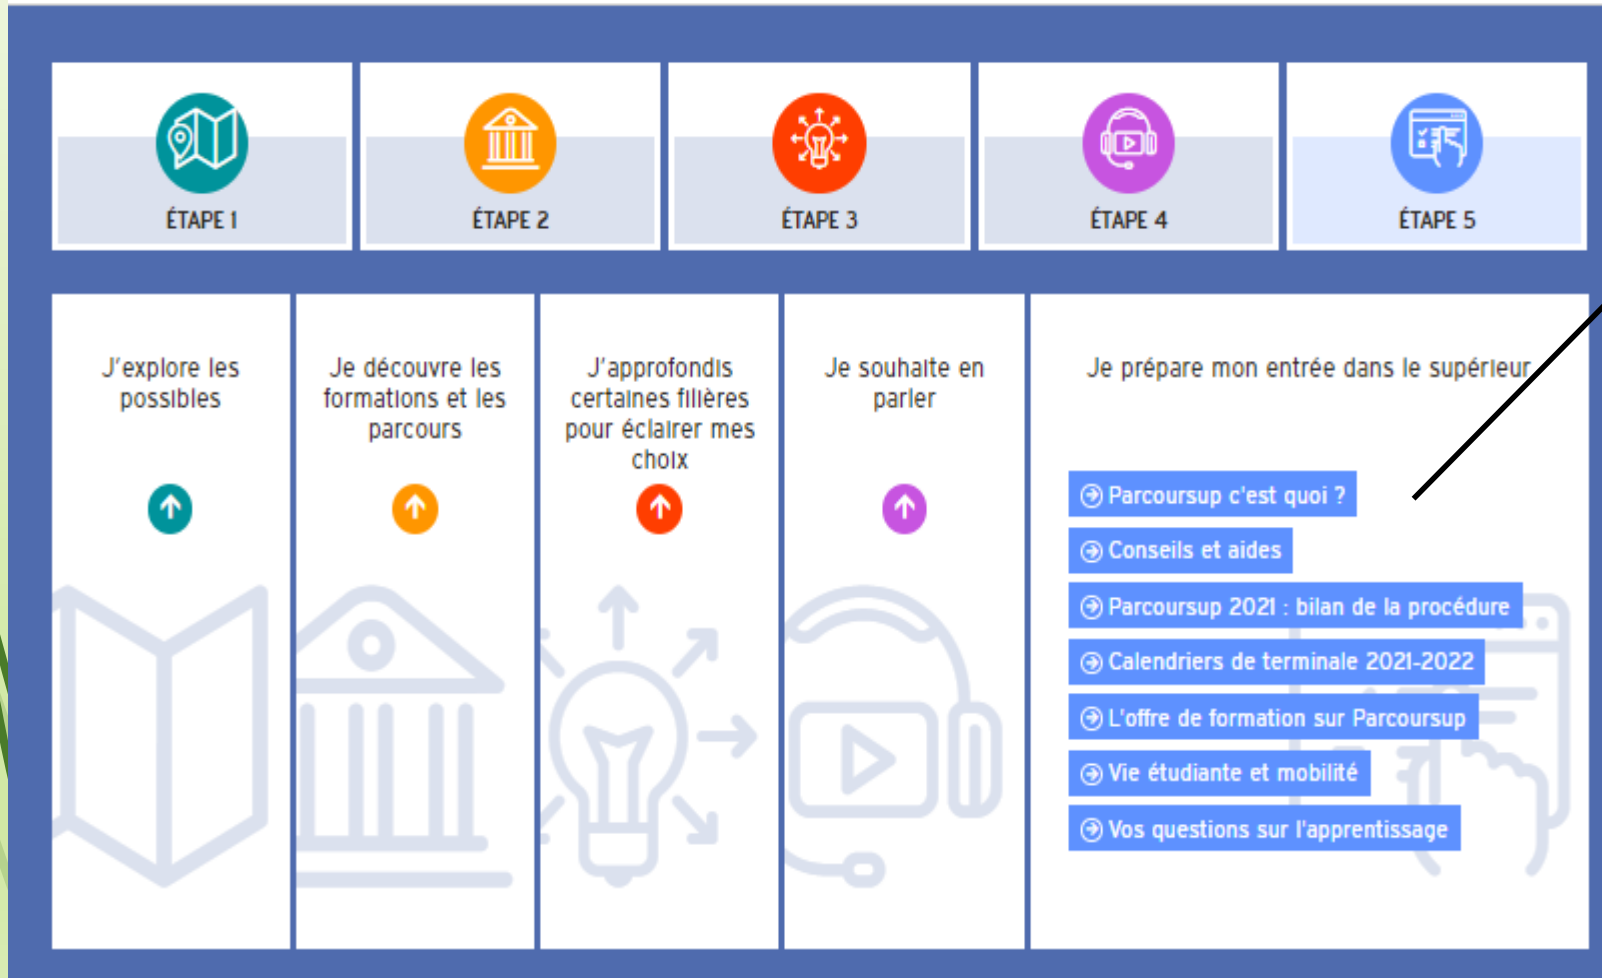 ÉTAPE 1
ÉTAPE 2
ÉTAPE 3
ÉTAPE 4
ÉTAPE 5
J'explore les
possibles
Je découvre les
formations et les
parcours
J'approfondis
certaines filières
pour éclairer mes
choix
Je souhaite en
parler
Je prépare mon entrée dans le supérieur
Parcoursup c'est quoi ?
Conseils et aides
Parcoursup 2021 : bilan de la procédure
Calendriers de terminale 2021-2022
L'offre de formation sur Parcoursup
Vie étudiante et mobilité
Vos questions sur l'apprentissage